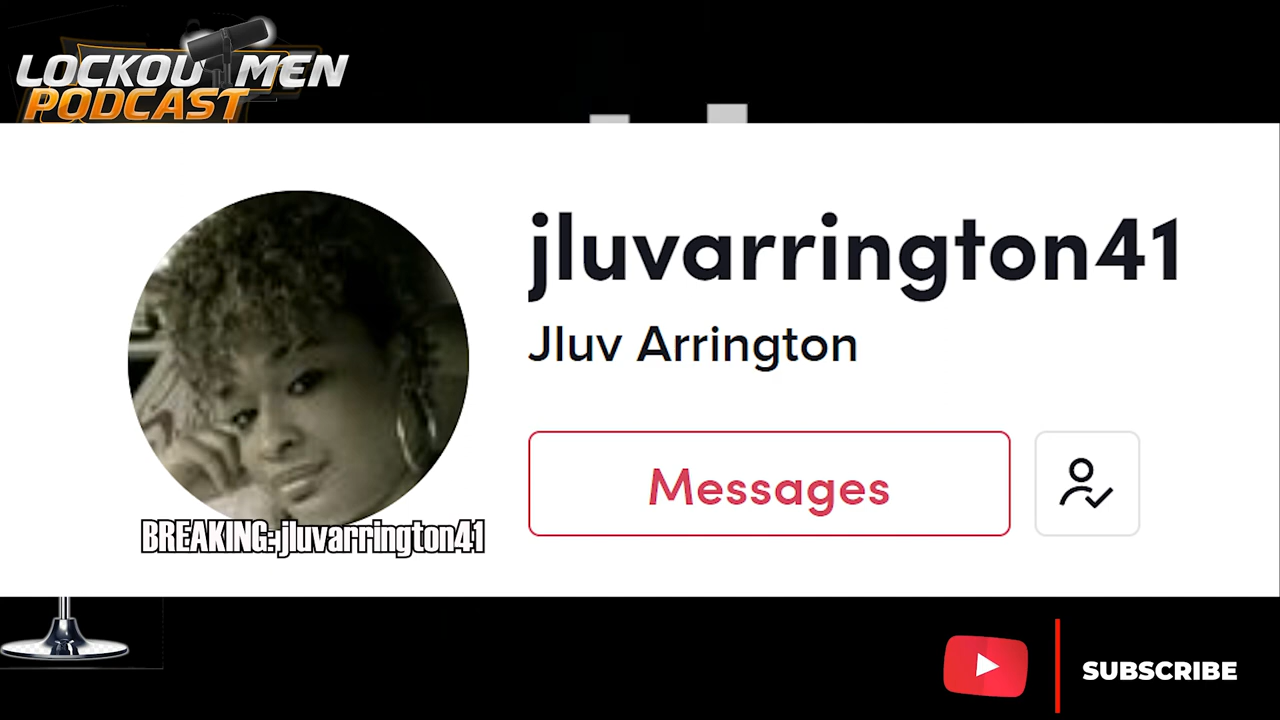 LOCKOU MEN
PODCAST
jluvarrington41
Jluv Arrington
Messages
BREAKING: jluvarrington41
SUBSCRIBE